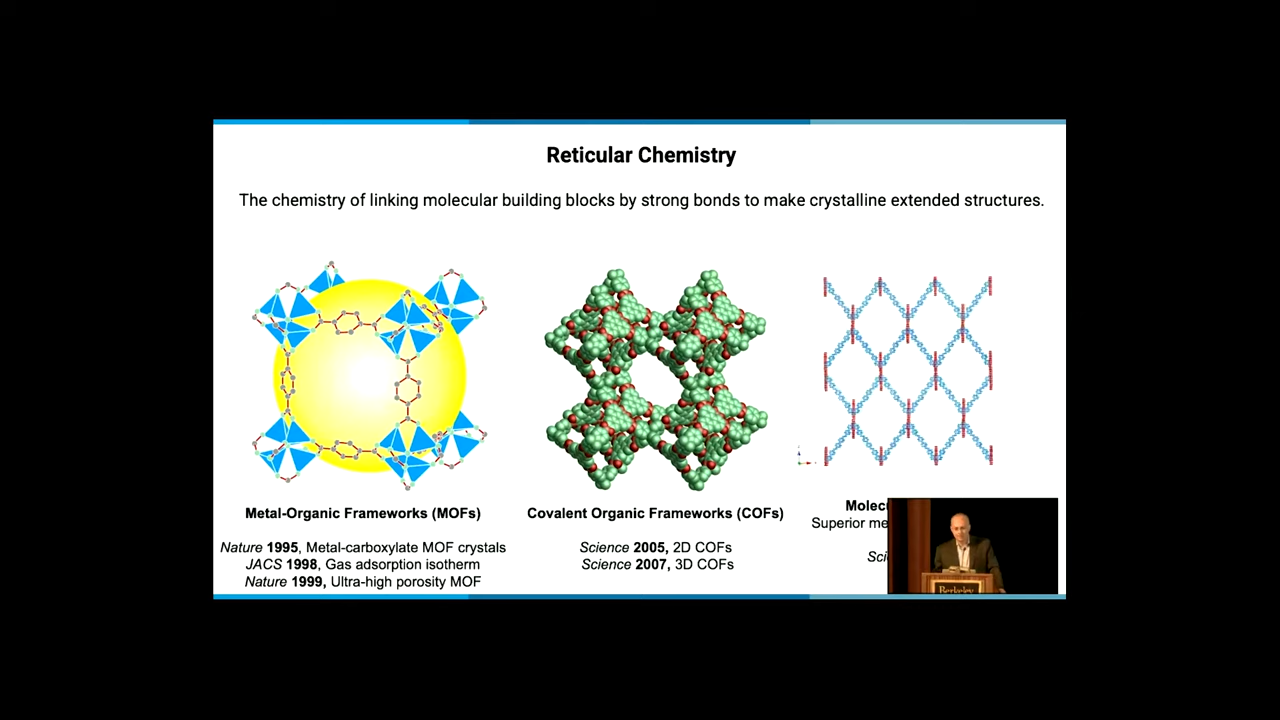 Reticular Chemistry
The chemistry of linking molecular building blocks by strong bonds to make crystalline extended structures.
Metal-Organic Frameworks (MOFs)
Nature 1995, Metal-carboxylate MOF crystals
JACS 1998, Gas adsorption isotherm
Nature 1999, Ultra-high porosity MOF
Covalent Organic Frameworks (COFs)
Science 2005, 2D COFs
Science 2007, 3D COFs
Superior
Berkeley